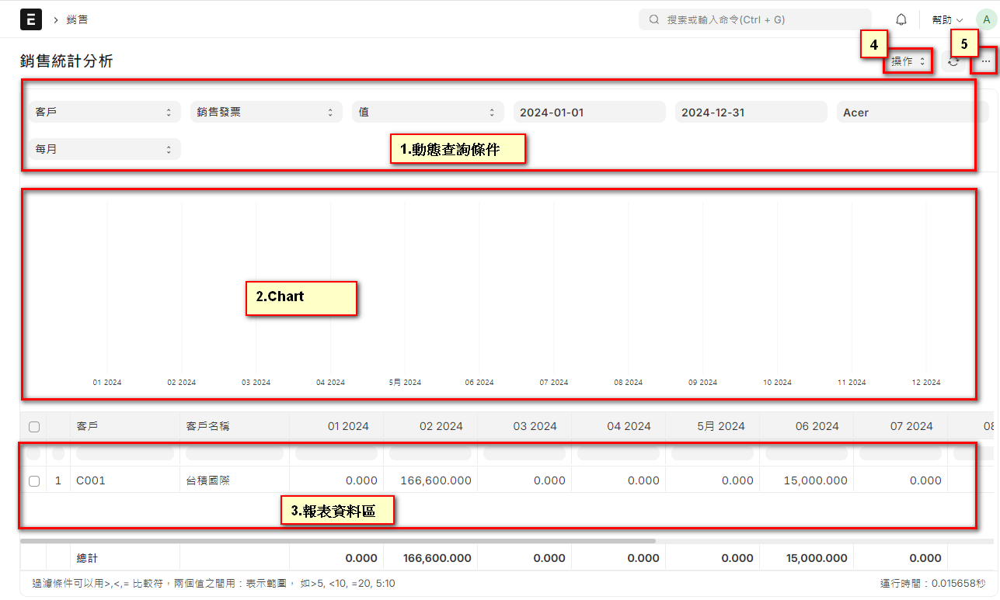 E 銷售 搜索或輸入命令(Ctrl + G) 幫助 A
銷售統計分析 4 操作 5 ...
客戶 銷售發票 值 2024-01-01 2024-12-31 Acer
每月
1.動態查詢條件
2.Chart
01 2024 02 2024 03 2024 04 2024 5月 2024 06 2024 07 2024 08 2024 09 2024 10 2024 11 2024 12 2024
客戶 客戶名稱 01 2024 02 2024 03 2024 04 2024 5月 2024 06 2024 07 2024 08
1 C001 台積國際 0.000 166,600.000 0.000 0.000 0.000 15,000.000 0.000
3.報表資料區
總計 0.000 166,600.000 0.000 0.000 0.000 15,000.000 0.000
過濾條件可以用>,<,= 比較符，兩個值之間用：表示範圍， 如>5, <10, =20, 5:10 運行時間：0.015658秒